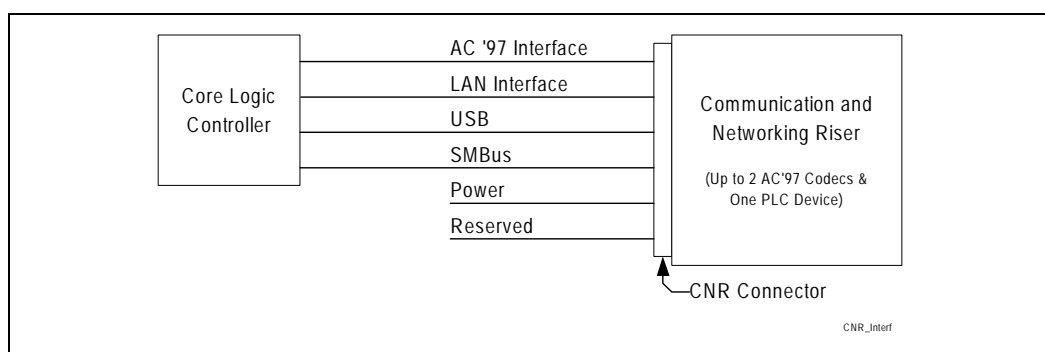 AC '97 Interface
LAN Interface
USB
SMBus
Power
Reserved
Core Logic
Controller
Communication and
Networking Riser
(Up to 2 AC'97 Codecs &
One PLC Device)
CNR Connector
CNR_Interf